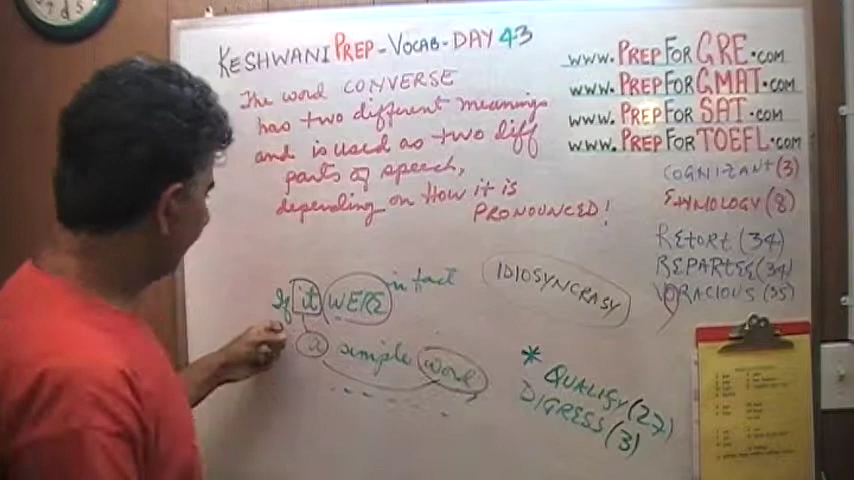 KESHWANI PREP-VOCAB-DAY 43
The word CONVERSE
has two different meanings
and is used as two diff
parts of speech,
depending on How it is
PRONOUNCED!
www.PREPFORGRE.com
www.PREPFORGMAT.com
www.PREPFORSAT.com
www.PREPFORTOEFL.com
COGNIZANT (3)
ETYMOLOGY (8)
RETORT (34)
REPARTEE (34)
VORACIOUS (35)
IDIOSYNCRASY
If it WERE in fact
a simple word
* QUALIFY (27)
DIGRESS (3)